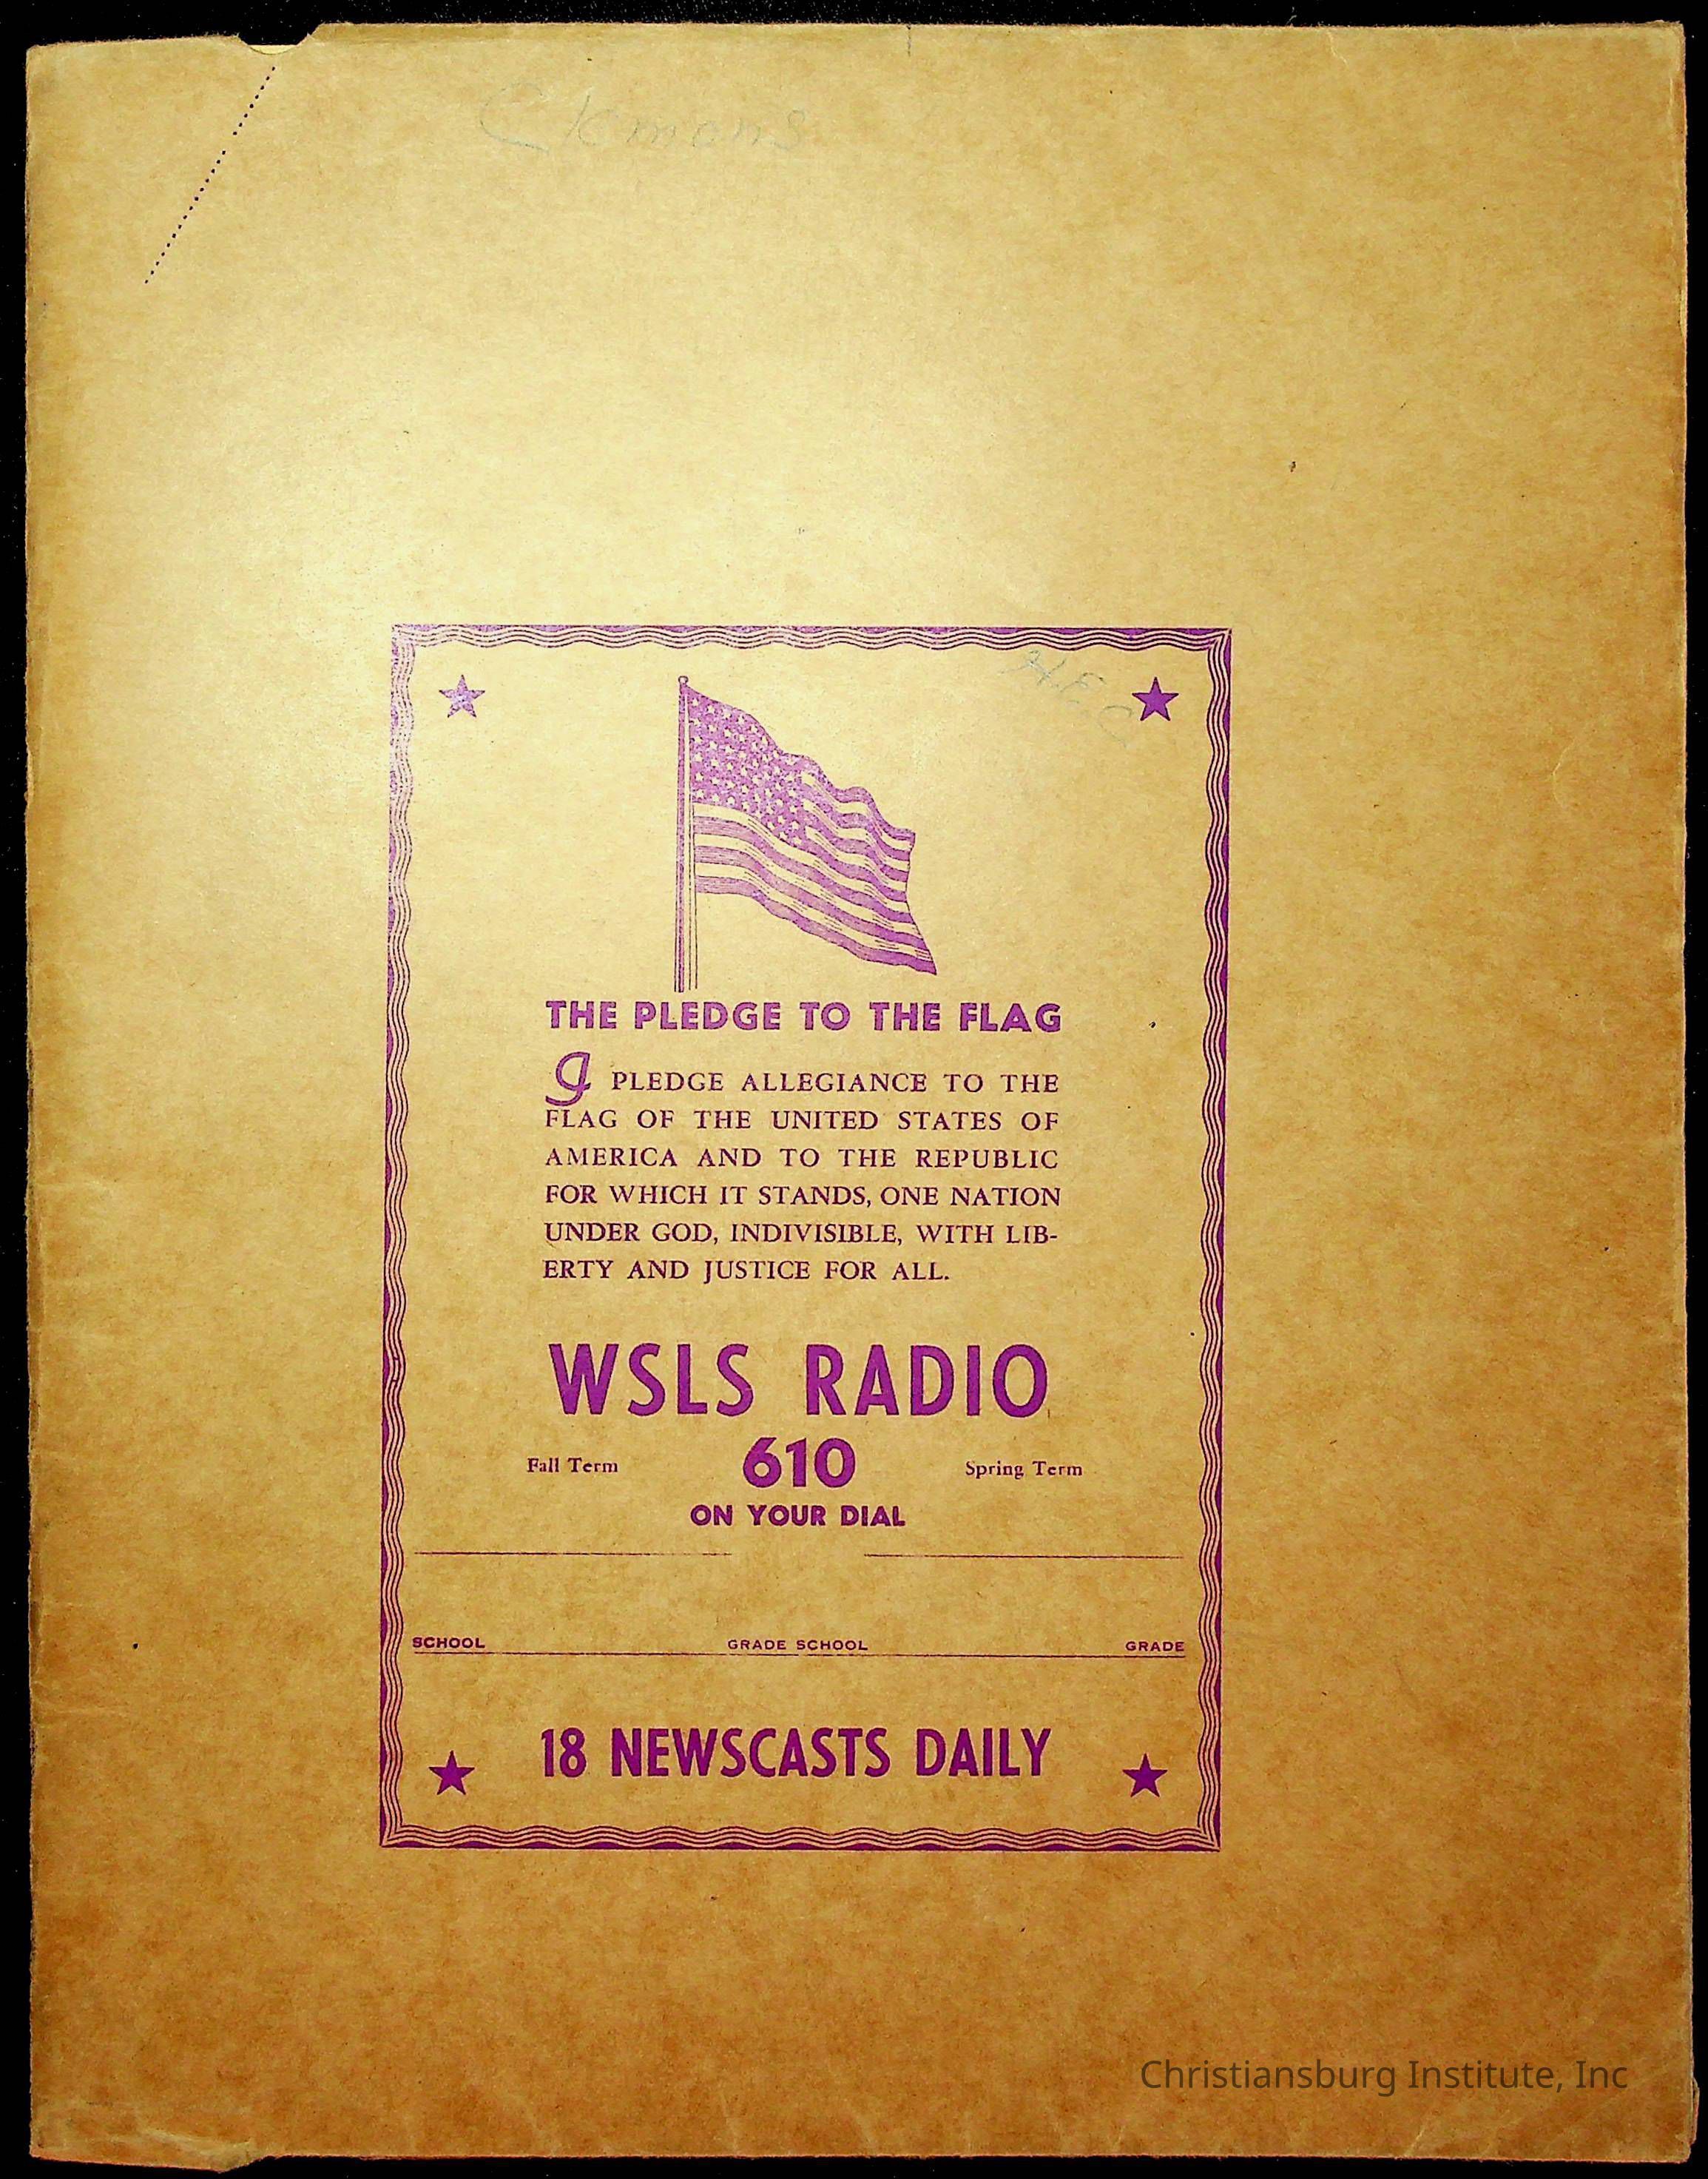 Clemons
THE PLEDGE TO THE FLAG
I PLEDGE ALLEGIANCE TO THE
FLAG OF THE UNITED STATES OF
AMERICA AND TO THE REPUBLIC
FOR WHICH IT STANDS, ONE NATION
UNDER GOD, INDIVISIBLE, WITH LIB-
ERTY AND JUSTICE FOR ALL.
WSLS RADIO
610
Fall Term Spring Term
ON YOUR DIAL
SCHOOL GRADE SCHOOL GRADE
18 NEWSCASTS DAILY
Christiansburg Institute, Inc